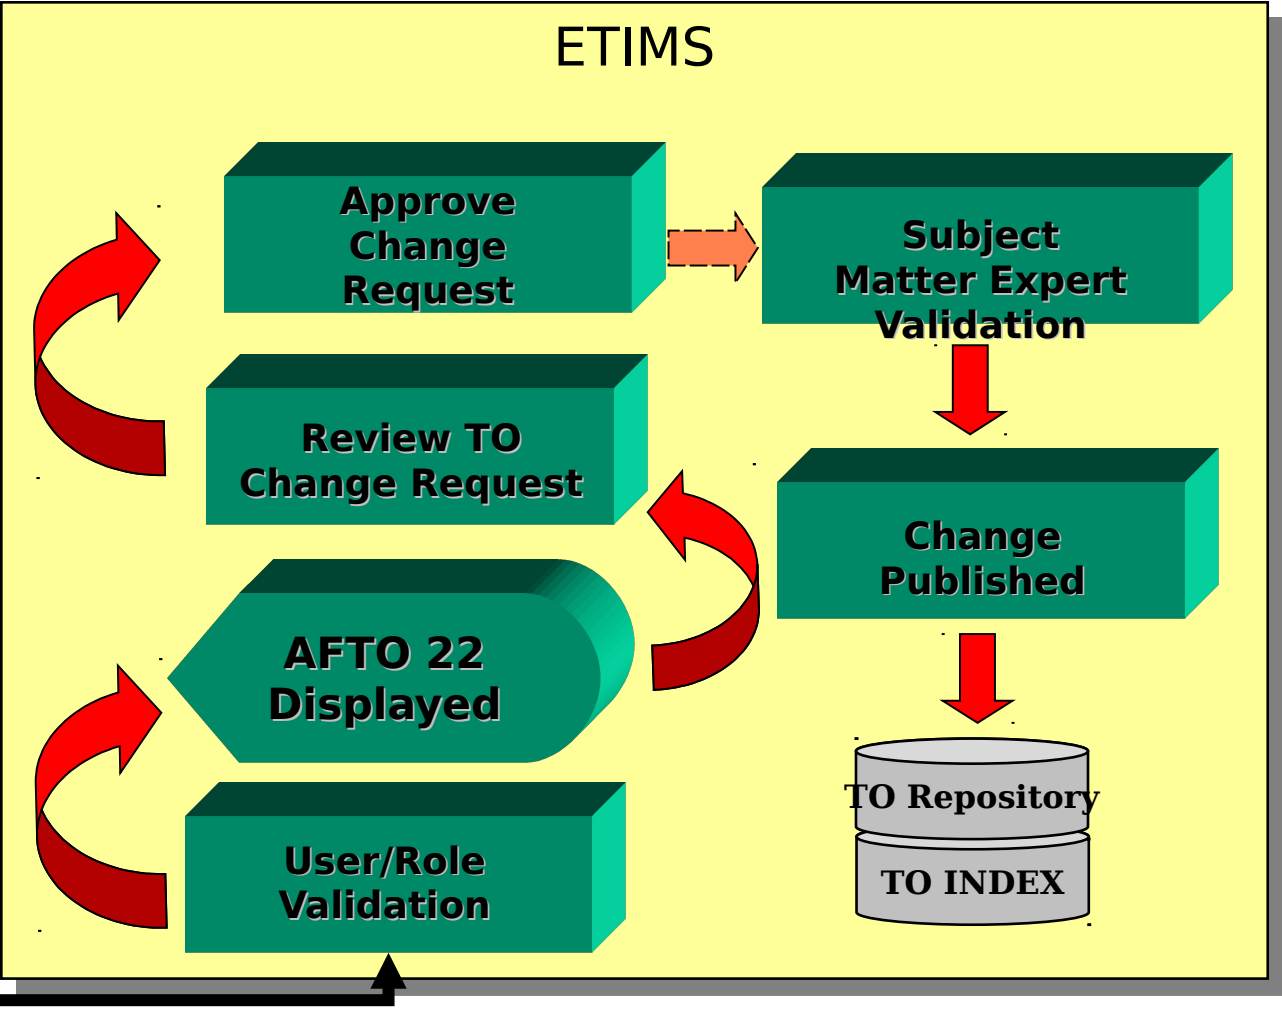 ETIMS
Approve
Change
Request
Subject
Matter Expert
Validation
Review TO
Change Request
Change
Published
AFTO 22
Displayed
TO Repository
User/Role
Validation
TO INDEX